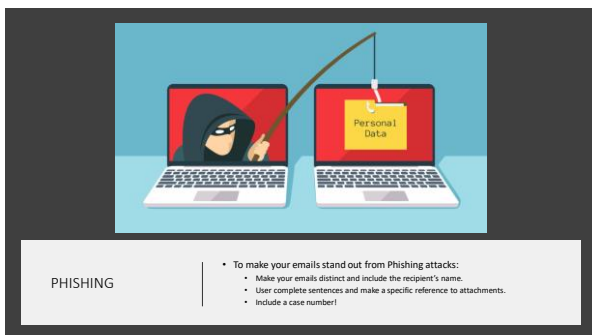 Personal
Data
PHISHING
• To make your emails stand out from Phishing attacks:
• Make your emails distinct and include the recipient's name.
• User complete sentences and make a specific reference to attachments.
• Include a case number!